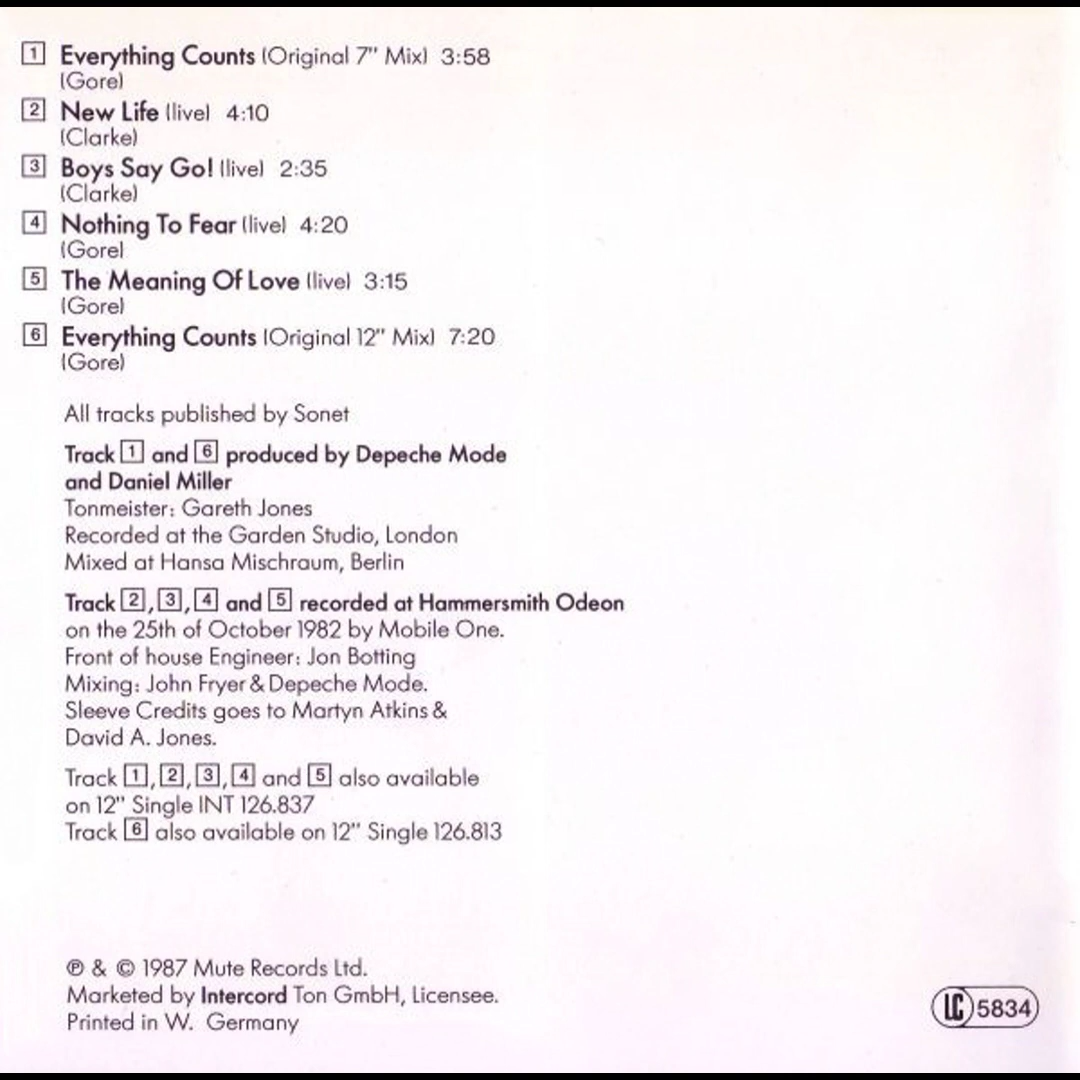 1 Everything Counts (Original 7" Mix) 3:58
(Gore)
2 New Life (live) 4:10
(Clarke)
3 Boys Say Go! (live) 2:35
(Clarke)
4 Nothing To Fear (live) 4:20
(Gore)
5 The Meaning Of Love (live) 3:15
(Gore)
6 Everything Counts (Original 12" Mix) 7:20
(Gore)
All tracks published by Sonet
Track 1 and 6 produced by Depeche Mode
and Daniel Miller
Tonmeister: Gareth Jones
Recorded at the Garden Studio, London
Mixed at Hansa Mischraum, Berlin
Track 2, 3, 4 and 5 recorded at Hammersmith Odeon
on the 25th of October 1982 by Mobile One.
Front of house Engineer: Jon Botting
Mixing: John Fryer & Depeche Mode.
Sleeve Credits goes to Martyn Atkins &
David A. Jones.
Track 1, 2, 3, 4 and 5 also available
on 12" Single INT 126.837
Track 6 also available on 12" Single 126.813
℗ & © 1987 Mute Records Ltd.
Marketed by Intercord Ton GmbH, Licensee.
Printed in W. Germany
LC 5834